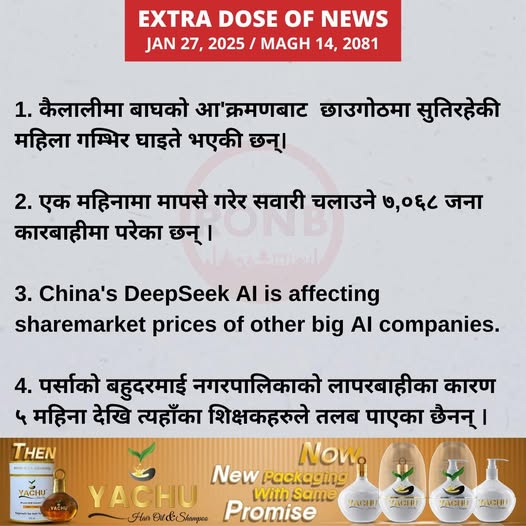 EXTRA DOSE OF NEWS
JAN 27, 2025 / MAGH 14, 2081
1. कैलालीमा बाघको आ'क्रमणबाट छाउगोठमा सुतिरहेकी
महिला गम्भिर घाइते भएकी छन्।
2. एक महिनामा मापसे गरेर सवारी चलाउने ७,०६८ जना
कारबाहीमा परेका छन् ।
RONB
3. China's DeepSeek AI is affecting
sharemarket prices of other big AI companies.
4. पर्साको बहुदरमाई नगरपालिकाको लापरबाहीका कारण
५ महिना देखि त्यहाँका शिक्षकहरुले तलब पाएका छैनन् ।
THEN
YACHU
YACHU
Hair Oil & Shampoo
Now
New Packaging
With Same
Promise
YACHU
YACHU
YACHU
YACHU